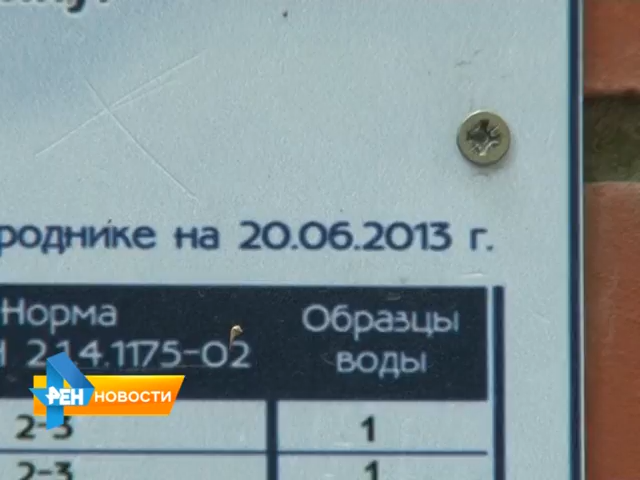 роднике на 20.06.2013 г.
Норма
Образцы
2.1.4.1175-02
воды
РЕН НОВОСТИ
2-3
1
2-3
1